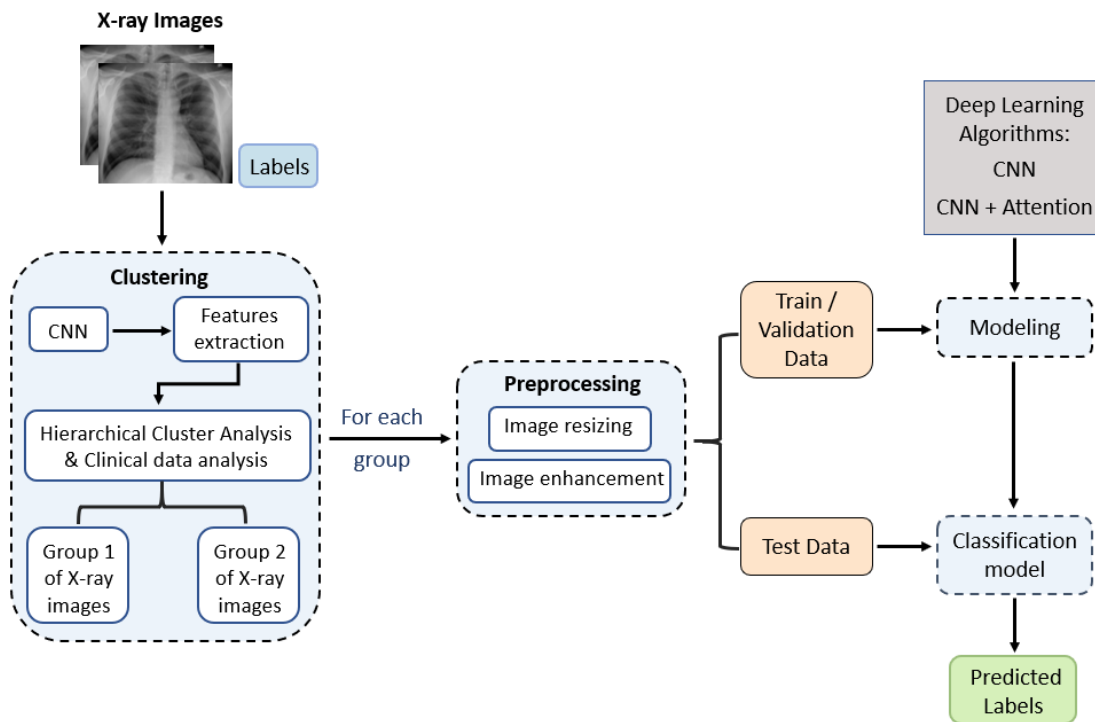 X-ray Images
Labels
Clustering
CNN
Features
extraction
Hierarchical Cluster Analysis
& Clinical data analysis
Group 1
of X-ray
images
Group 2
of X-ray
images
For each
group
Preprocessing
Image resizing
Image enhancement
Train /
Validation
Data
Test Data
Deep Learning
Algorithms:
CNN
CNN + Attention
Modeling
Classification
model
Predicted
Labels